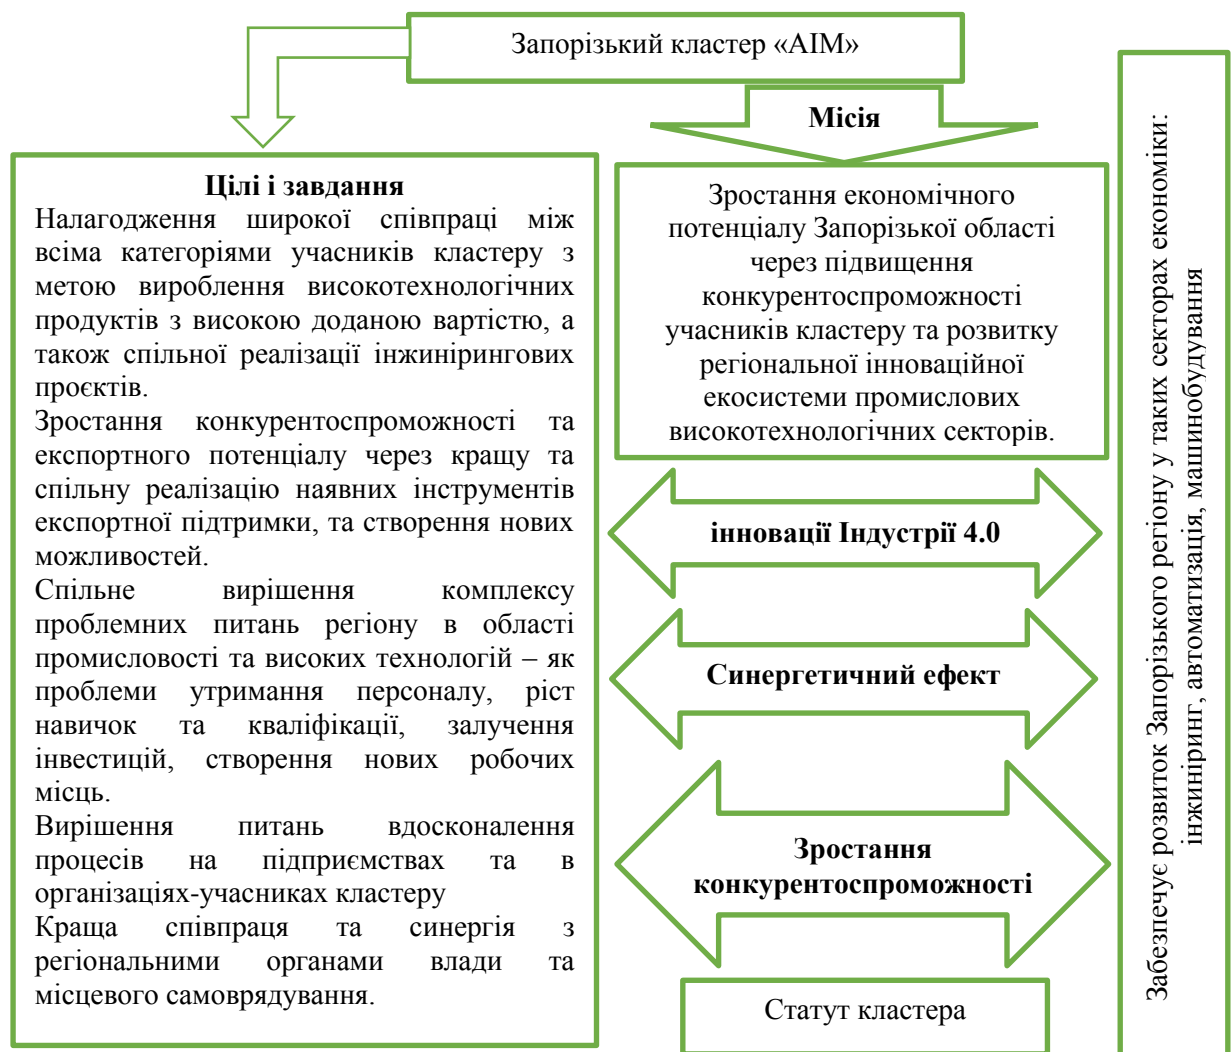 Запорізький кластер «АІМ»
Місія
Цілі і завдання
Налагодження широкої співпраці між
всіма категоріями учасників кластеру з
метою вироблення високотехнологічних
продуктів з високою доданою вартістю, а
також спільної реалізації інжинірингових
проєктів.
Зростання конкурентоспроможності та
експортного потенціалу через кращу та
спільну реалізацію наявних інструментів
експортної підтримки, та створення нових
можливостей.
Спільне вирішення комплексу
проблемних питань регіону в області
промисловості та високих технологій – як
проблеми утримання персоналу, ріст
навичок та кваліфікації, залучення
інвестицій, створення нових робочих
місць.
Вирішення питань вдосконалення
процесів на підприємствах та в
організаціях-учасниках кластеру
Краща співпраця та синергія з
регіональними органами влади та
місцевого самоврядування.
Зростання економічного
потенціалу Запорізької області
через підвищення
конкурентоспроможності
учасників кластеру та розвитку
регіональної інноваційної
екосистеми промислових
високотехнологічних секторів.
інновації Індустрії 4.0
Синергетичний ефект
Зростання
конкурентоспроможності
Статут кластера
Забезпечує розвиток Запорізького регіону у таких секторах економіки:
інжиніринг, автоматизація, машинобудування